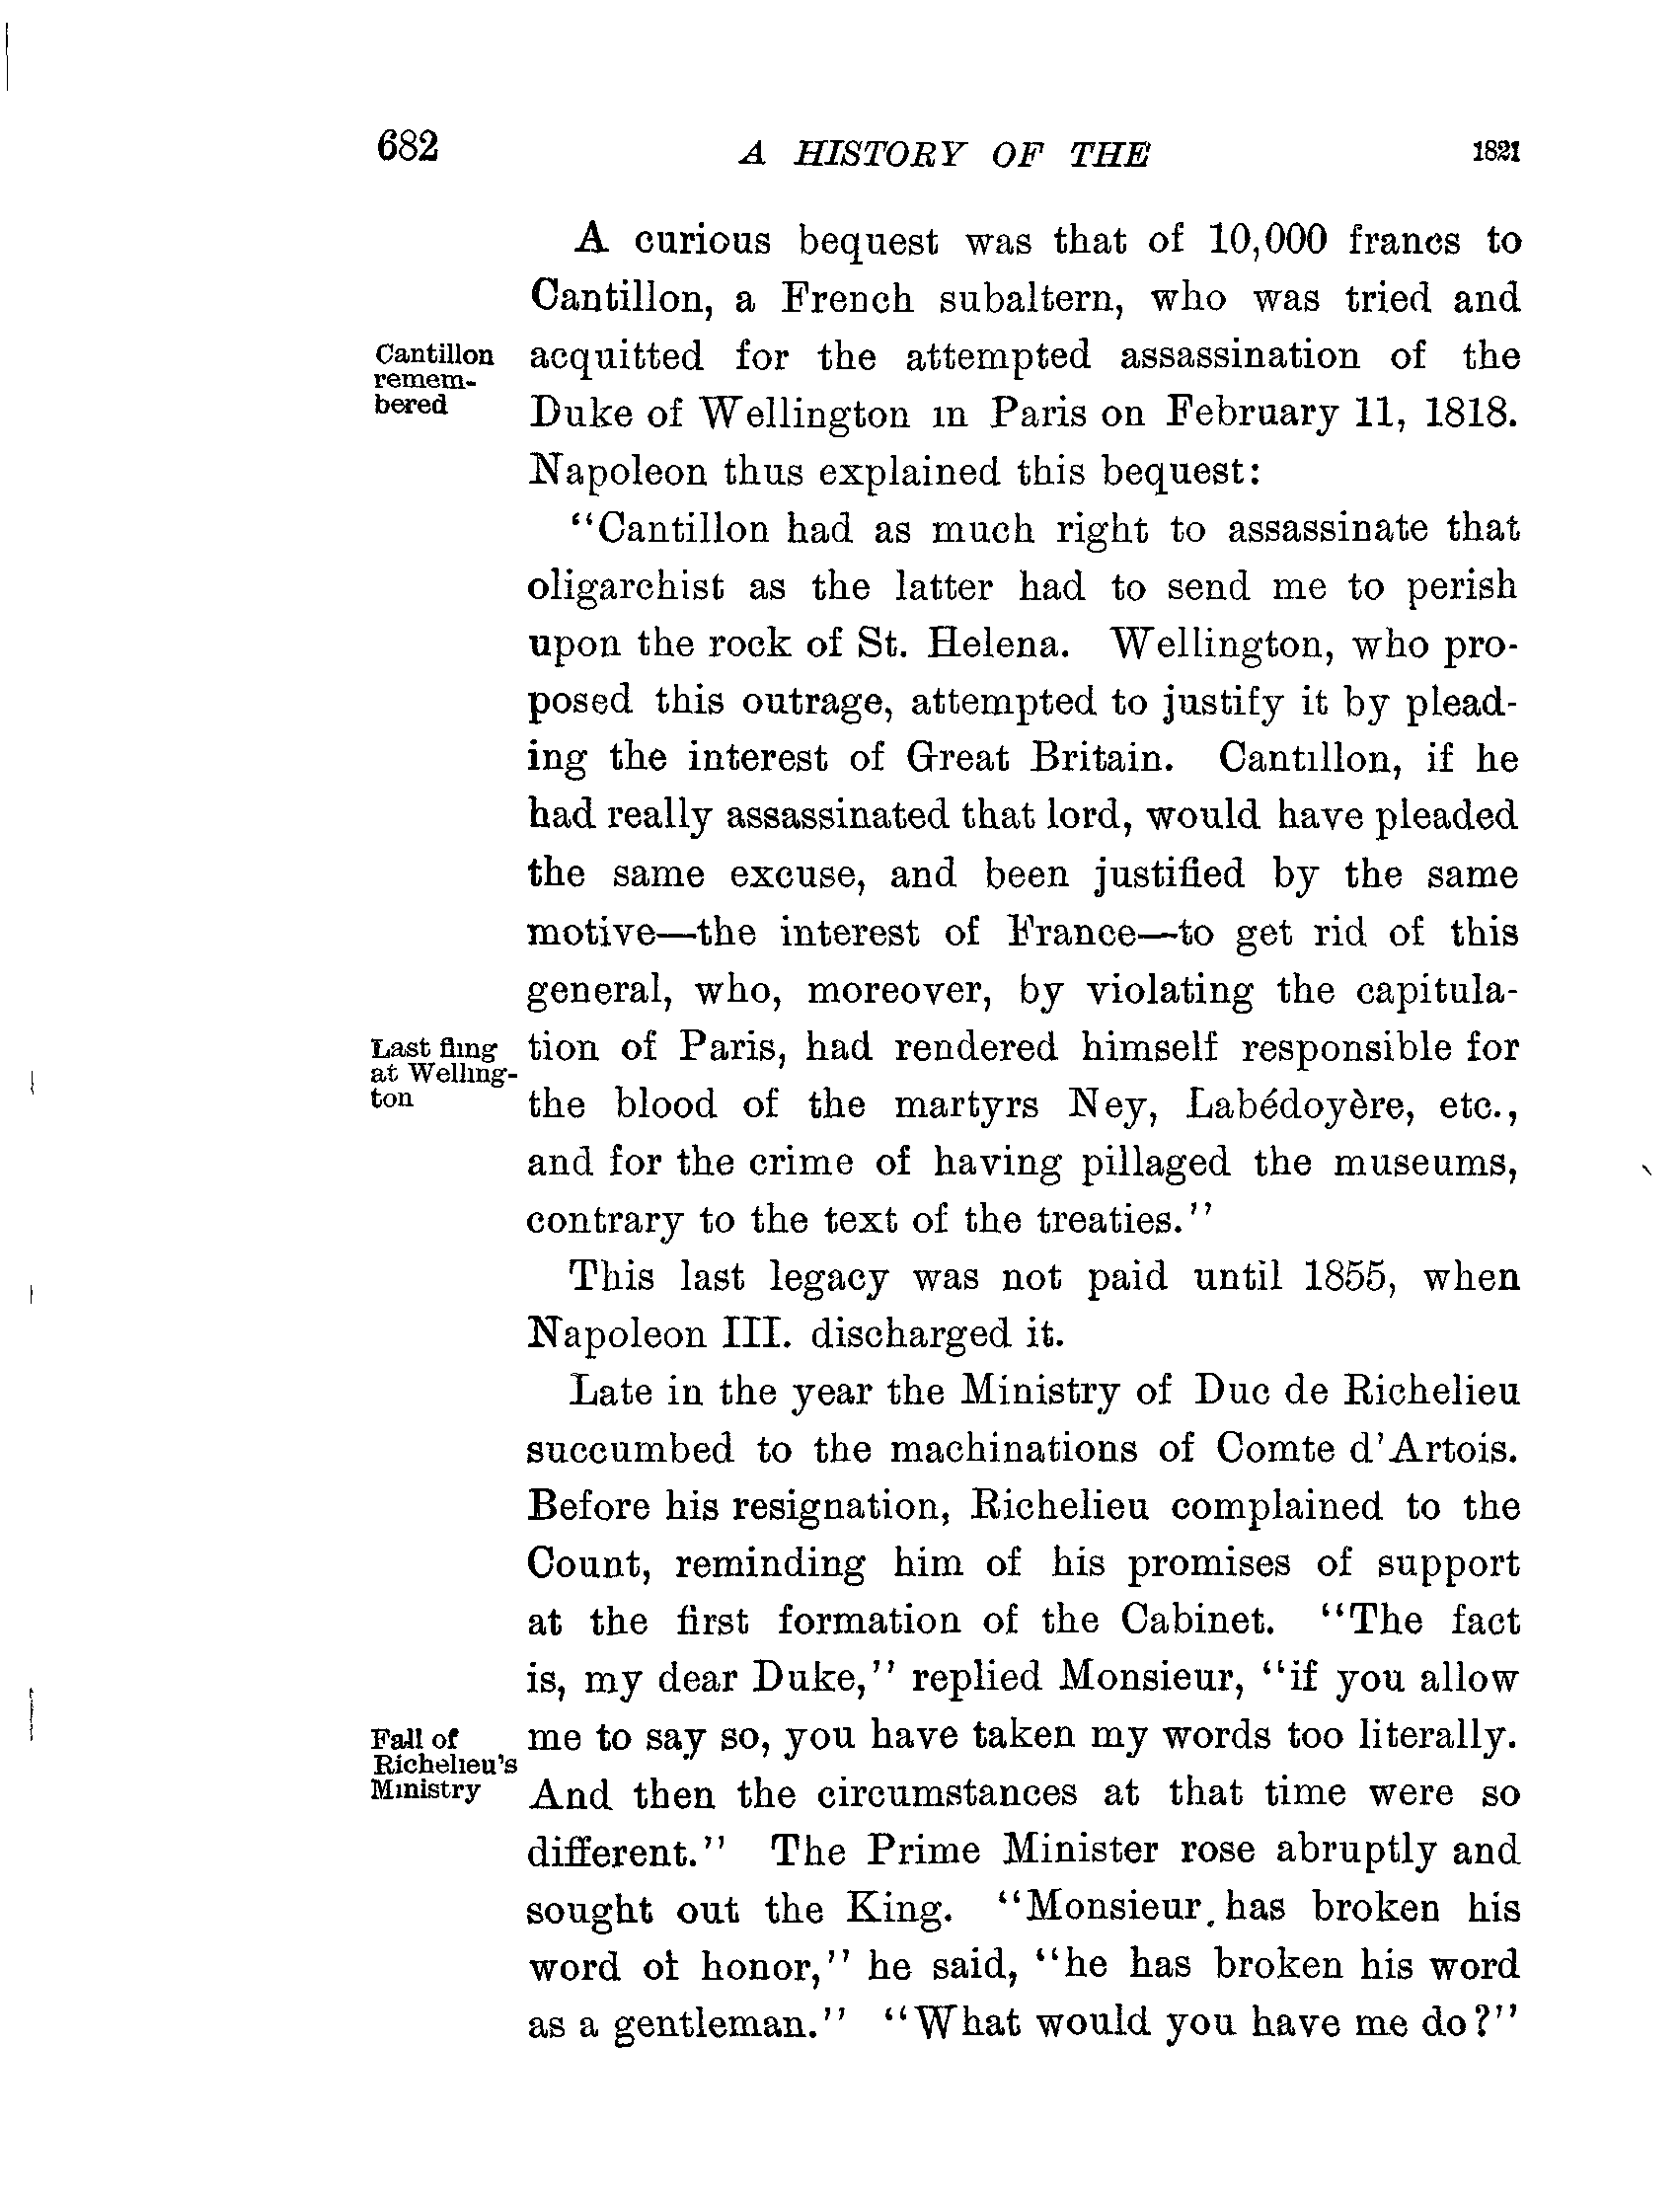 682 A HISTORY OF THE 1821
A curious bequest was that of 10,000 francs to
Cantillon, a French subaltern, who was tried and
Cantillon
remem-
bered
acquitted for the attempted assassination of the
Duke of Wellington in Paris on February 11, 1818.
Napoleon thus explained this bequest:
"Cantillon had as much right to assassinate that
oligarchist as the latter had to send me to perish
upon the rock of St. Helena. Wellington, who pro-
posed this outrage, attempted to justify it by plead-
ing the interest of Great Britain. Cantillon, if he
had really assassinated that lord, would have pleaded
the same excuse, and been justified by the same
motive—the interest of France—to get rid of this
general, who, moreover, by violating the capitula-
Last fling
at Welling-
ton
tion of Paris, had rendered himself responsible for
the blood of the martyrs Ney, Labédoyère, etc.,
and for the crime of having pillaged the museums,
contrary to the text of the treaties."
This last legacy was not paid until 1855, when
Napoleon III. discharged it.
Late in the year the Ministry of Duc de Richelieu
succumbed to the machinations of Comte d'Artois.
Before his resignation, Richelieu complained to the
Count, reminding him of his promises of support
at the first formation of the Cabinet. "The fact
is, my dear Duke," replied Monsieur, "if you allow
Fall of
Richelieu's
Ministry
me to say so, you have taken my words too literally.
And then the circumstances at that time were so
different." The Prime Minister rose abruptly and
sought out the King. "Monsieur has broken his
word of honor," he said, "he has broken his word
as a gentleman." "What would you have me do?"